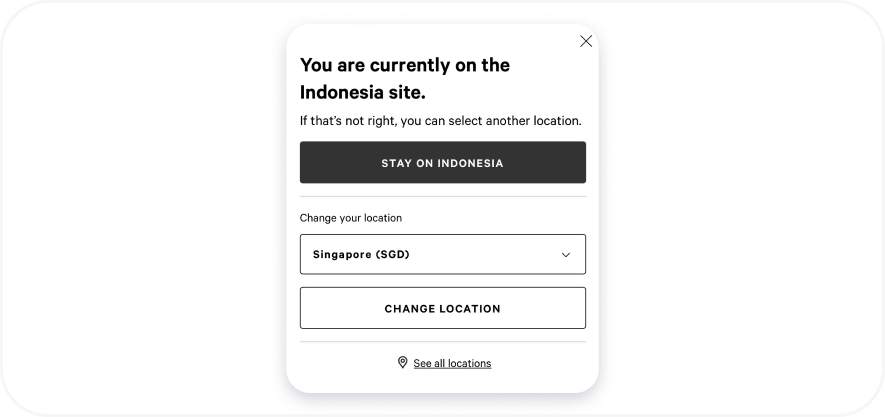 You are currently on the
Indonesia site.
If that's not right, you can select another location.
STAY ON INDONESIA
Change your location
Singapore (SGD)
CHANGE LOCATION
See all locations